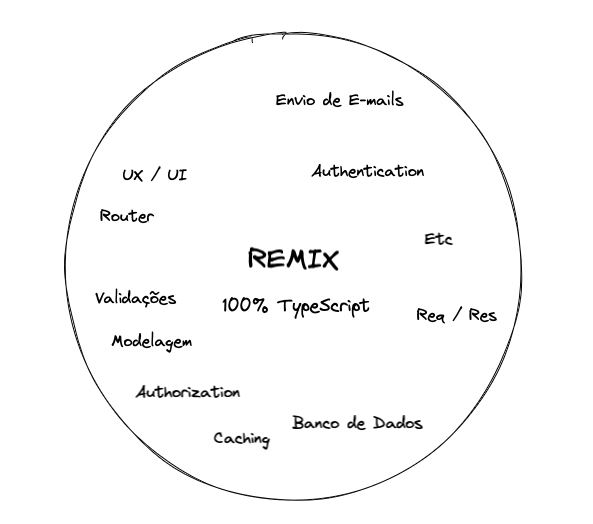 Envio de E-mails
UX / UI
Authentication
Router
Etc
REMIX
Validações
100% TypeScript
Req / Res
Modelagem
Authorization
Banco de Dados
Caching